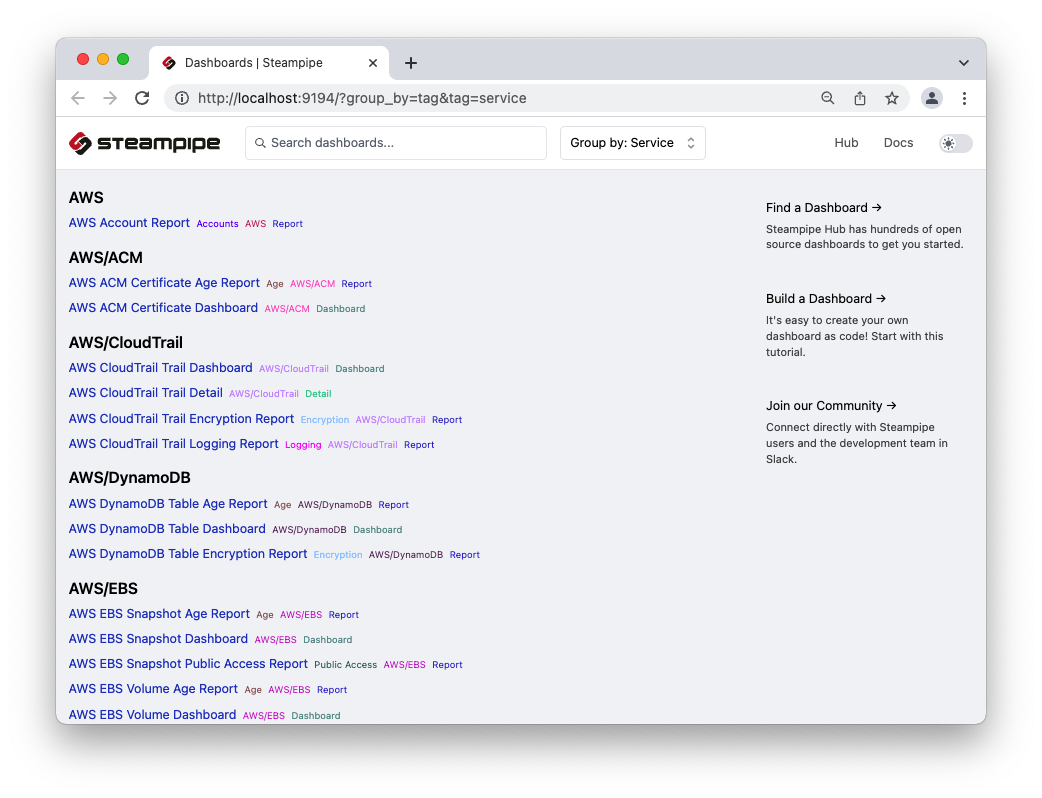 Dashboards | Steampipe
http://localhost:9194/?group_by=tag&tag=service
steampipe
Search dashboards...
Group by: Service
Hub
Docs
AWS
AWS Account Report Accounts AWS Report
AWS/ACM
AWS ACM Certificate Age Report Age AWS/ACM Report
AWS ACM Certificate Dashboard AWS/ACM Dashboard
AWS/CloudTrail
AWS CloudTrail Trail Dashboard AWS/CloudTrail Dashboard
AWS CloudTrail Trail Detail AWS/CloudTrail Detail
AWS CloudTrail Trail Encryption Report Encryption AWS/CloudTrail Report
AWS CloudTrail Trail Logging Report Logging AWS/CloudTrail Report
AWS/DynamoDB
AWS DynamoDB Table Age Report Age AWS/DynamoDB Report
AWS DynamoDB Table Dashboard AWS/DynamoDB Dashboard
AWS DynamoDB Table Encryption Report Encryption AWS/DynamoDB Report
AWS/EBS
AWS EBS Snapshot Age Report Age AWS/EBS Report
AWS EBS Snapshot Dashboard AWS/EBS Dashboard
AWS EBS Snapshot Public Access Report Public Access AWS/EBS Report
AWS EBS Volume Age Report Age AWS/EBS Report
AWS EBS Volume Dashboard AWS/EBS Dashboard
Find a Dashboard →
Steampipe Hub has hundreds of open
source dashboards to get you started.
Build a Dashboard →
It's easy to create your own
dashboard as code! Start with this
tutorial.
Join our Community →
Connect directly with Steampipe
users and the development team in
Slack.